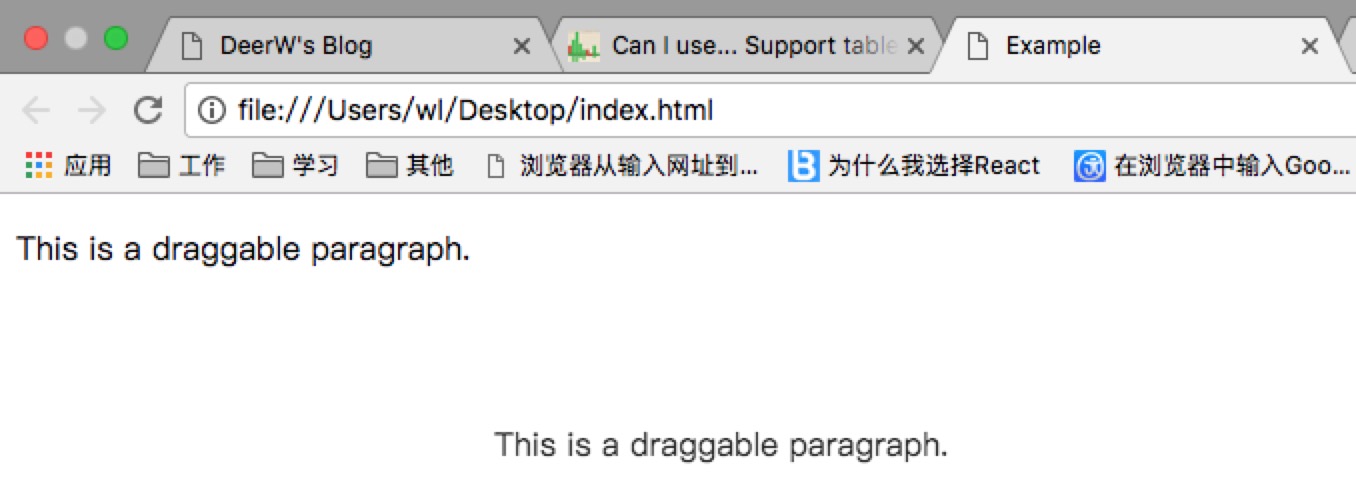 DeerW's Blog Can I use... Support table Example
file:///Users/wl/Desktop/index.html
应用 工作 学习 其他 浏览器从输入网址到... 为什么我选择React 在浏览器中输入Goo...
This is a draggable paragraph.
This is a draggable paragraph.